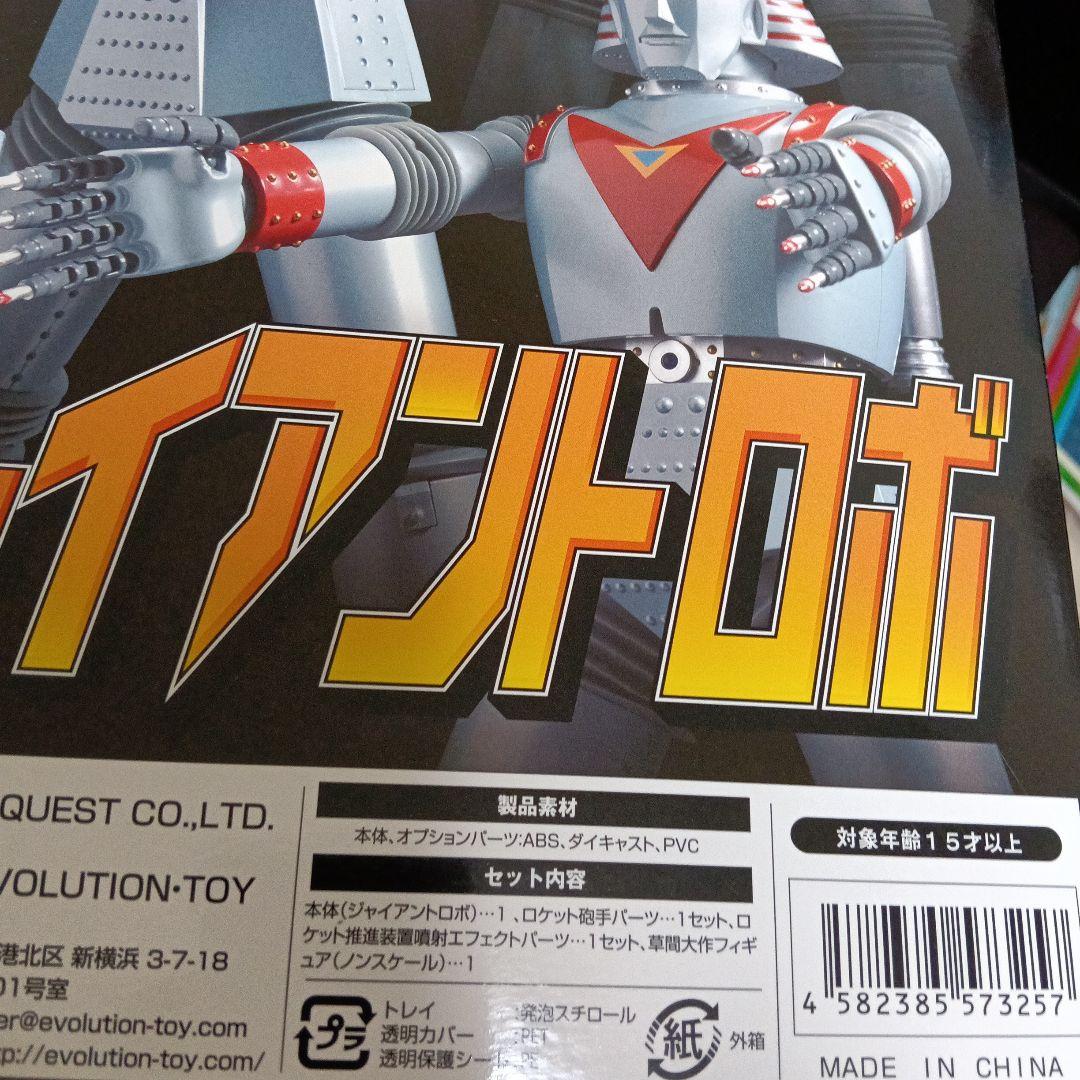 イアントロボ
QUEST CO.,LTD.
VOLUTION・TOY
港北区 新横浜 3-7-18
01号室
er@evolution-toy.com
ttp://evolution-toy.com/
製品素材
本体、オプションパーツ:ABS、ダイキャスト、PVC
セット内容
本体(ジャイアントロボ)…1 、ロケット砲手パーツ…1セット、ロ
ケット推進装置噴射エフェクトパーツ…1セット、草間大作フィギ
ュア(ノンスケール)…1
プラ
トレイ :発泡スチロール
透明カバー :PET
透明保護シート:PE
紙 外箱
対象年齢15才以上
4 582385 573257
MADE IN CHINA